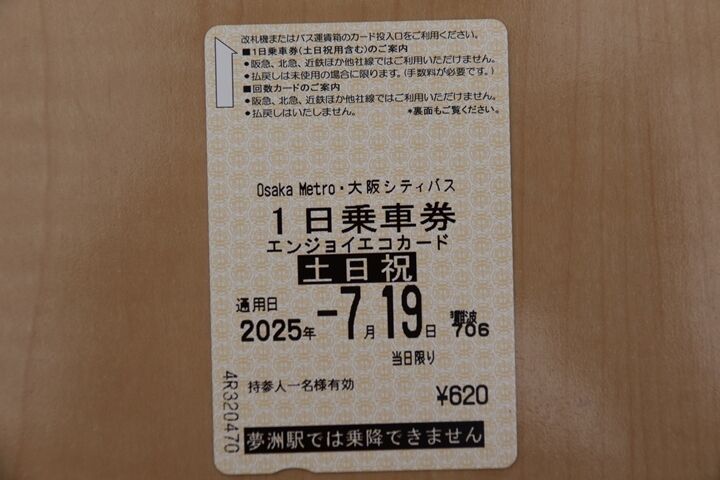 改札機またはバス運賃箱のカード投入口をご利用ください。
■1日乗車券(土日祝用含む)のご案内
●阪急、北急、近鉄ほか他社線ではご利用いただけません。
●払戻しは未使用の場合に限ります。(手数料が必要です。)
■回数カードのご案内
●阪急、北急、近鉄ほか他社線ではご利用いただけません。
●払戻しはいたしません。 *裏面もご覧ください。
Osaka Metro・大阪シティバス
1日乗車券
エンジョイエコカード
土日祝
通用日
2025年 -7月19日 難波706
当日限り
持参人一名様有効 ¥620
夢洲駅では乗降できません
4R320470